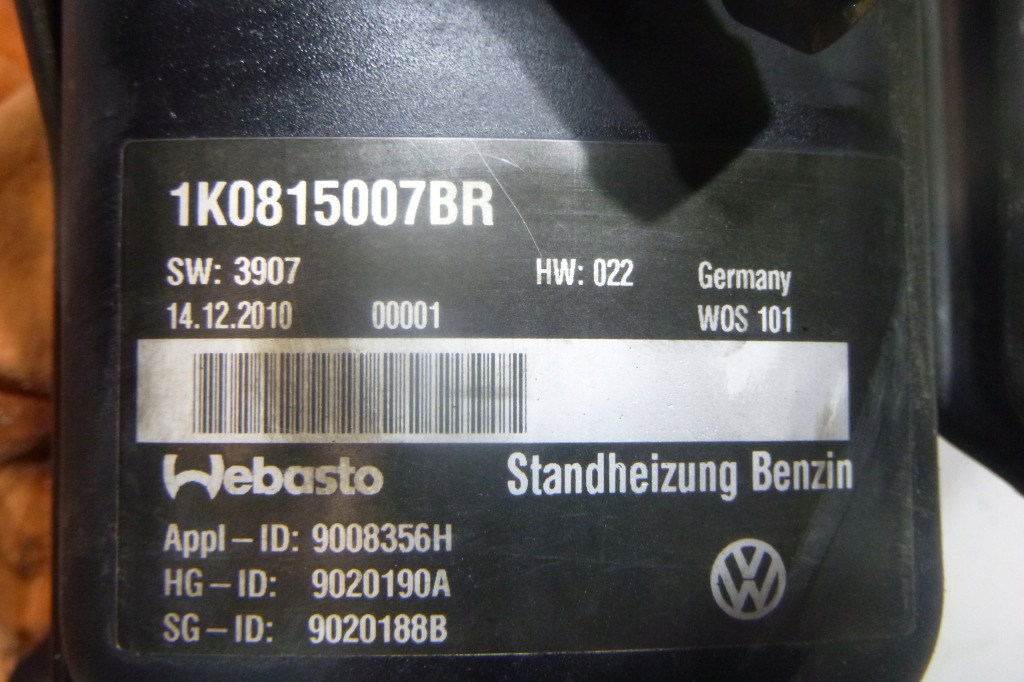 1K0815007BR
SW: 3907 HW: 022 Germany
14.12.2010 00001 WOS 101
Webasto Standheizung Benzin
Appl – ID: 9008356H
HG – ID: 9020190A
SG – ID: 9020188B